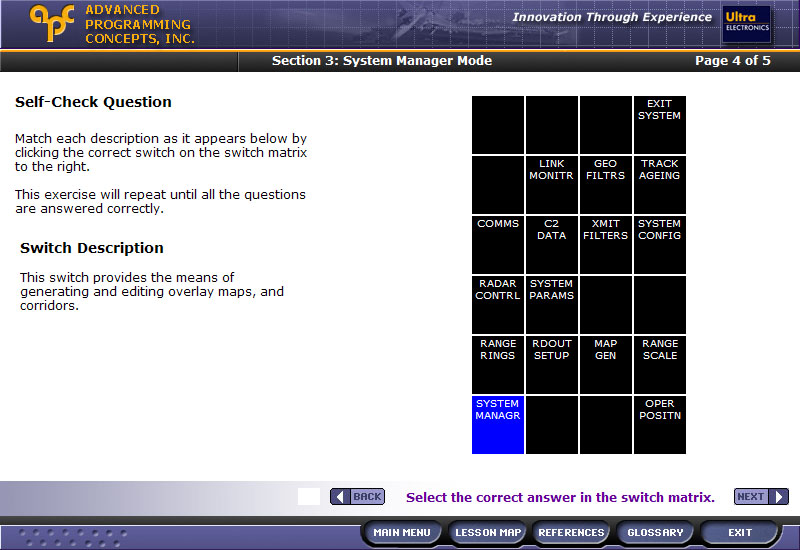 apc
ADVANCED
PROGRAMMING
CONCEPTS, INC.
Innovation Through Experience
Ultra
ELECTRONICS
Section 3: System Manager Mode
Page 4 of 5
Self-Check Question
Match each description as it appears below by
clicking the correct switch on the switch matrix
to the right.
This exercise will repeat until all the questions
are answered correctly.
Switch Description
This switch provides the means of
generating and editing overlay maps, and
corridors.
EXIT
SYSTEM
LINK
MONITR
GEO
FILTRS
TRACK
AGEING
COMMS
C2
DATA
XMIT
FILTERS
SYSTEM
CONFIG
RADAR
CONTRL
SYSTEM
PARAMS
RANGE
RINGS
RDOUT
SETUP
MAP
GEN
RANGE
SCALE
SYSTEM
MANAGR
OPER
POSITN
BACK
Select the correct answer in the switch matrix.
NEXT
MAIN MENU
LESSON MAP
REFERENCES
GLOSSARY
EXIT